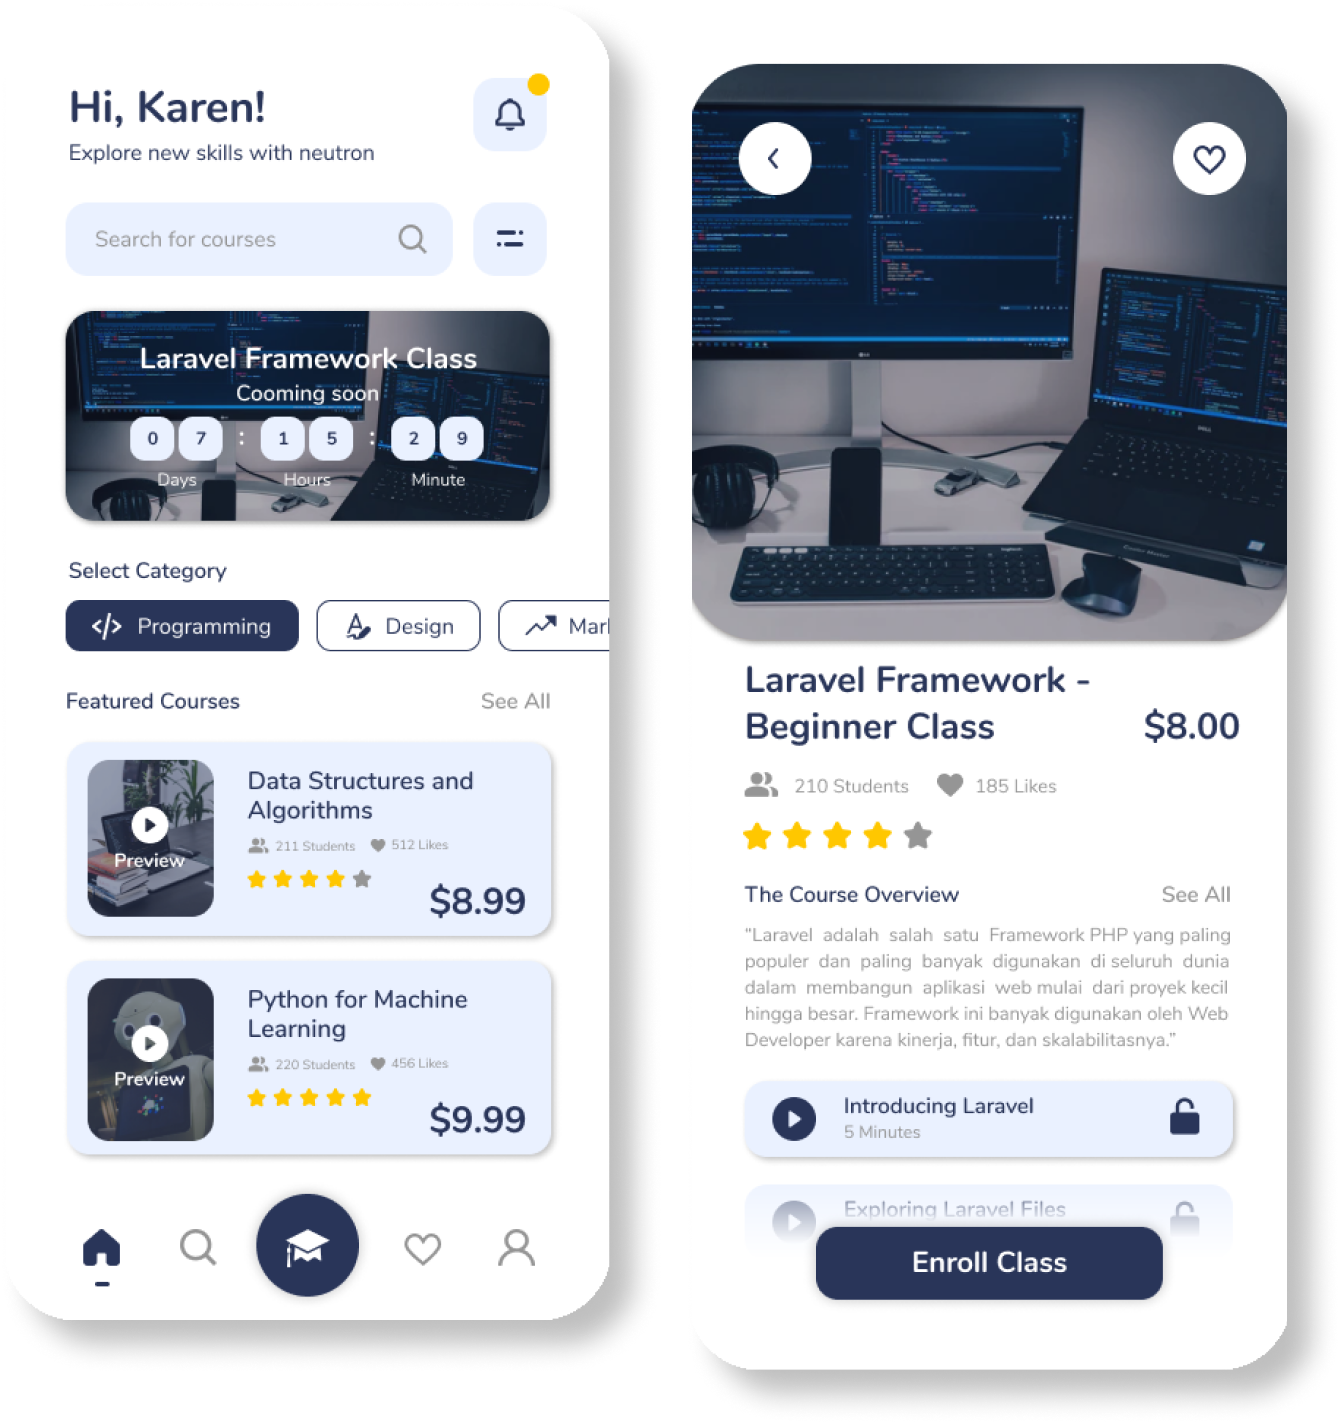 Hi, Karen!
Explore new skills with neutron
Search for courses
Laravel Framework Class
Cooming soon
0 7 : 1 5 : 2 9
Days Hours Minute
Select Category
Programming Design Mar
Featured Courses See All
Data Structures and
Algorithms
Preview
211 Students 512 Likes
$8.99
Python for Machine
Learning
Preview
220 Students 456 Likes
$9.99
Laravel Framework -
Beginner Class $8.00
210 Students 185 Likes
The Course Overview See All
“Laravel adalah salah satu Framework PHP yang paling
populer dan paling banyak digunakan di seluruh dunia
dalam membangun aplikasi web mulai dari proyek kecil
hingga besar. Framework ini banyak digunakan oleh Web
Developer karena kinerja, fitur, dan skalabilitasnya.”
Introducing Laravel
5 Minutes
Exploring Laravel Files
Enroll Class